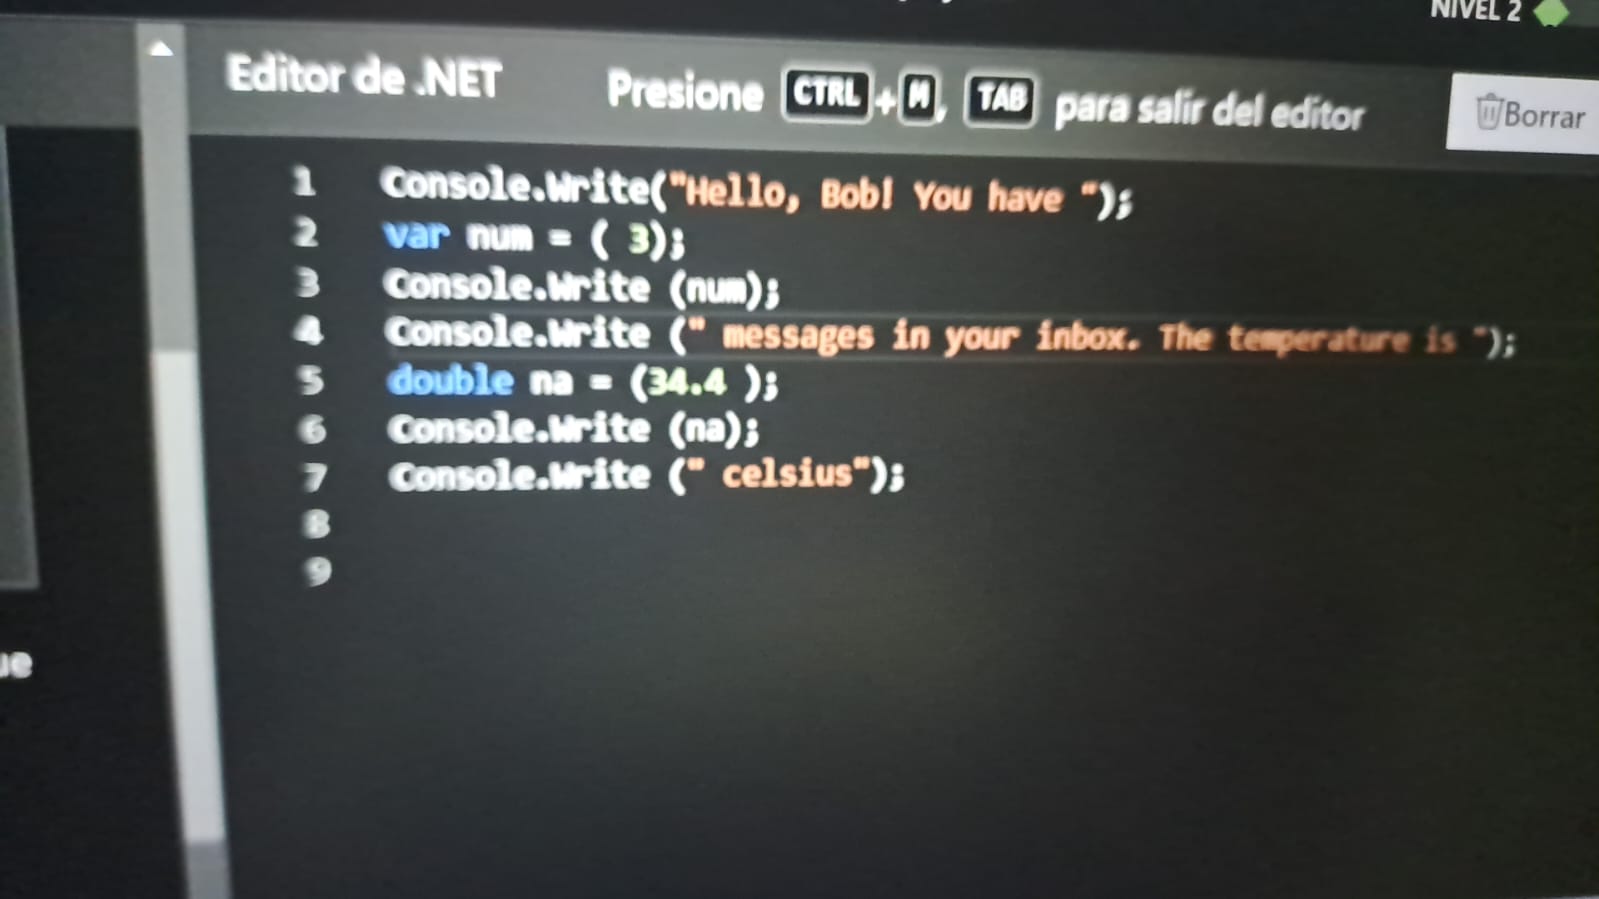 NIVEL 2
Editor de .NET Presione CTRL + M, TAB para salir del editor Borrar
1 Console.Write("Hello, Bob! You have ");
2 var num = ( 3);
3 Console.Write (num);
4 Console.Write (" messages in your inbox. The temperature is ");
5 double na = (34.4 );
6 Console.Write (na);
7 Console.Write (" celsius");
8
9